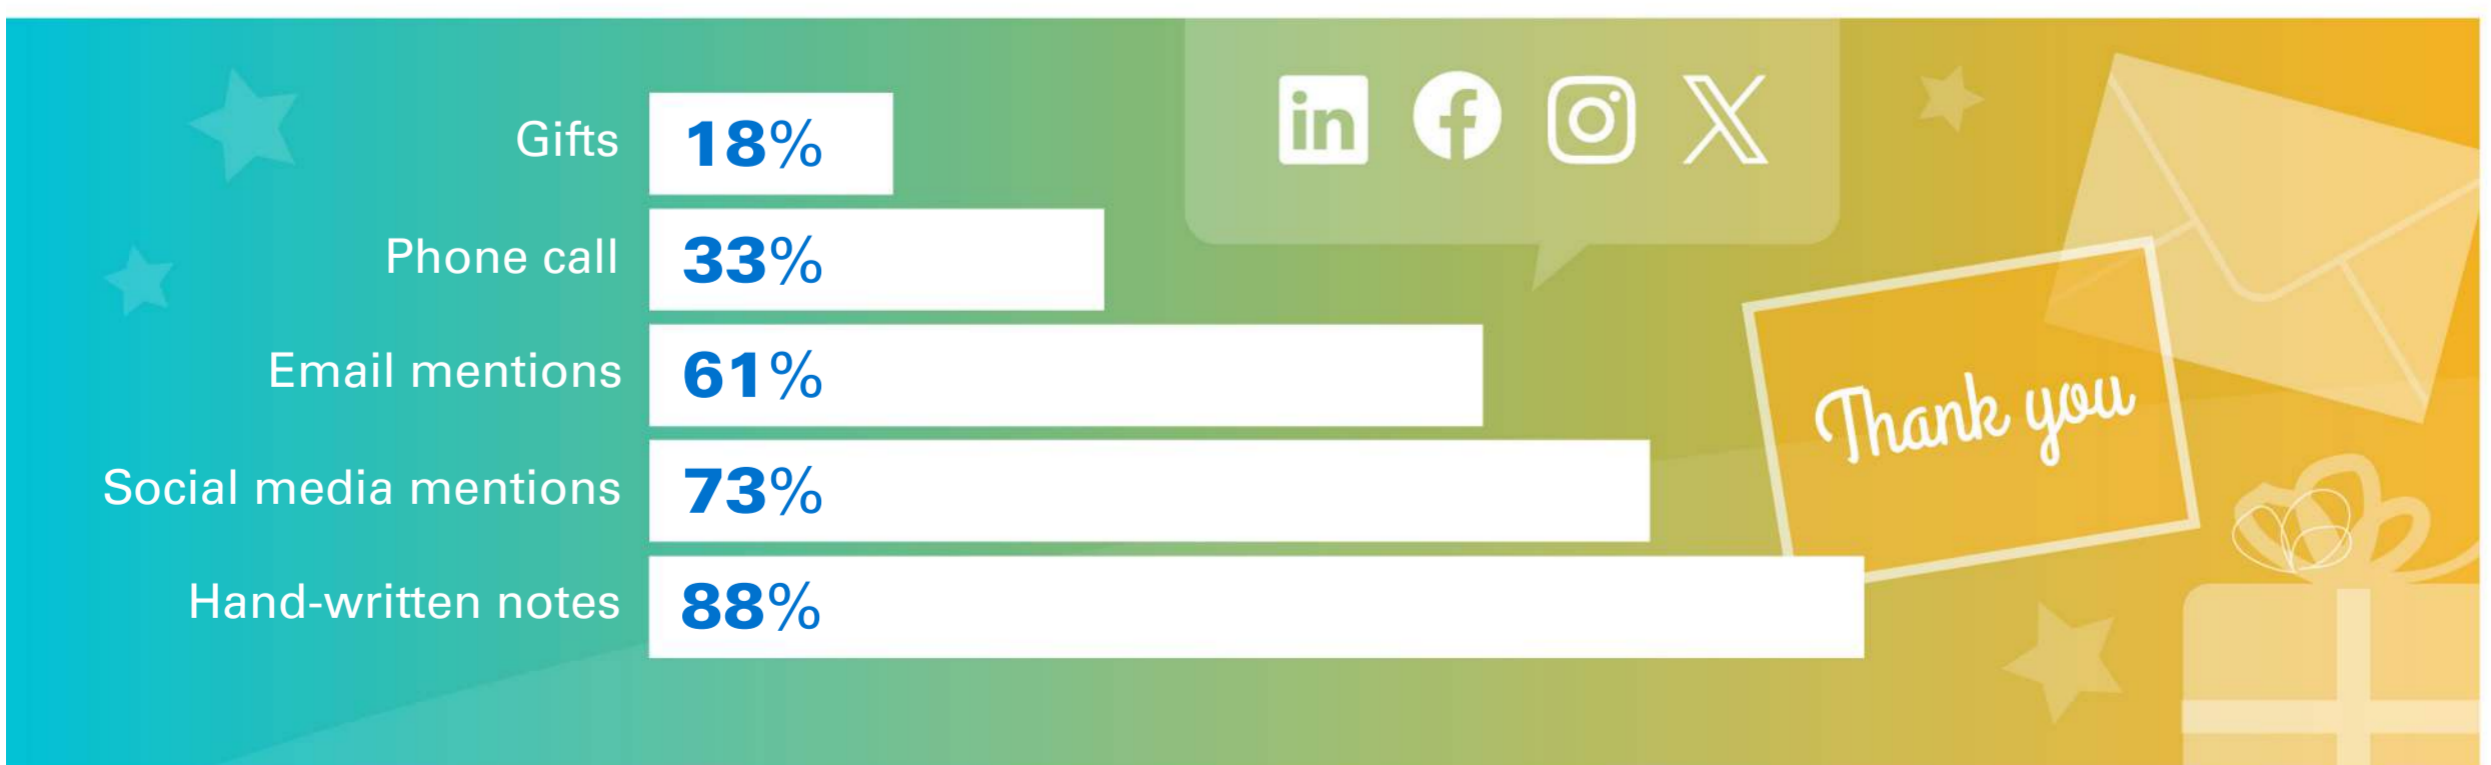 Gifts 18%
Phone call 33%
Email mentions 61%
Social media mentions 73%
Hand-written notes 88%
in f X
Thank you